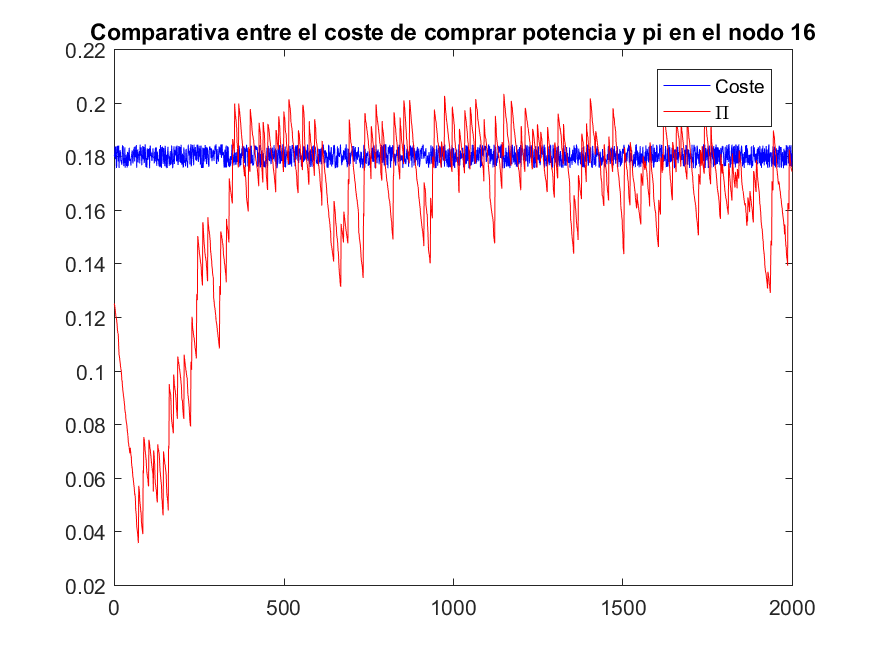 Comparativa entre el coste de comprar potencia y pi en el nodo 16
0.22
0.2
0.18
0.16
0.14
0.12
0.1
0.08
0.06
0.04
0.02
0 500 1000 1500 2000
Coste
Π